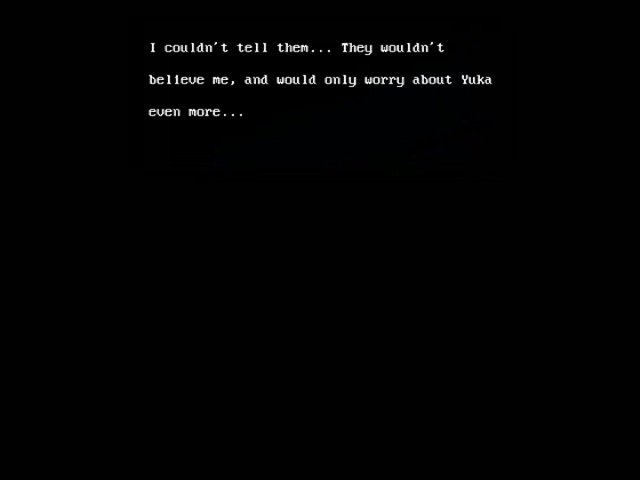 I couldn't tell them... They wouldn't
believe me, and would only worry about Yuka
even more...